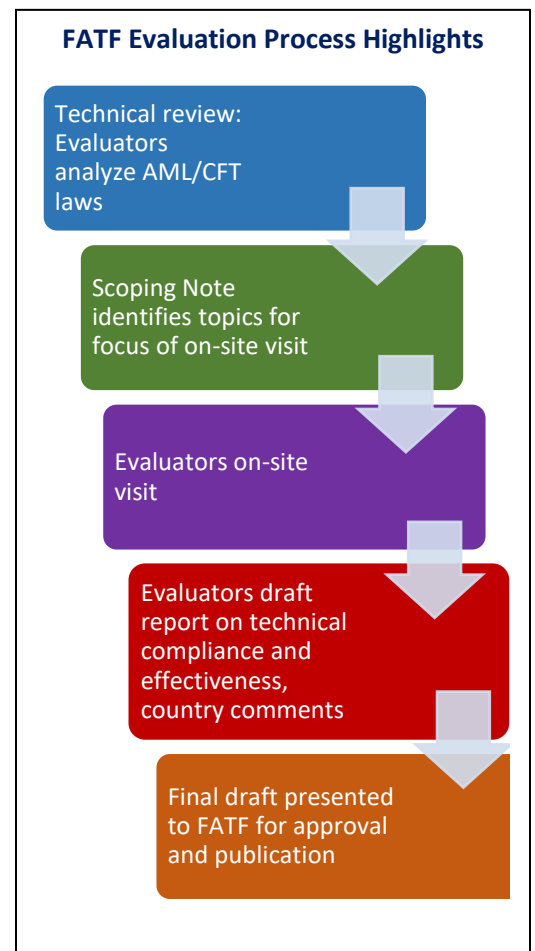 FATF Evaluation Process Highlights
Technical review:
Evaluators
analyze AML/CFT
laws
Scoping Note
identifies topics for
focus of on-site visit
Evaluators on-site
visit
Evaluators draft
report on technical
compliance and
effectiveness,
country comments
Final draft presented
to FATF for approval
and publication